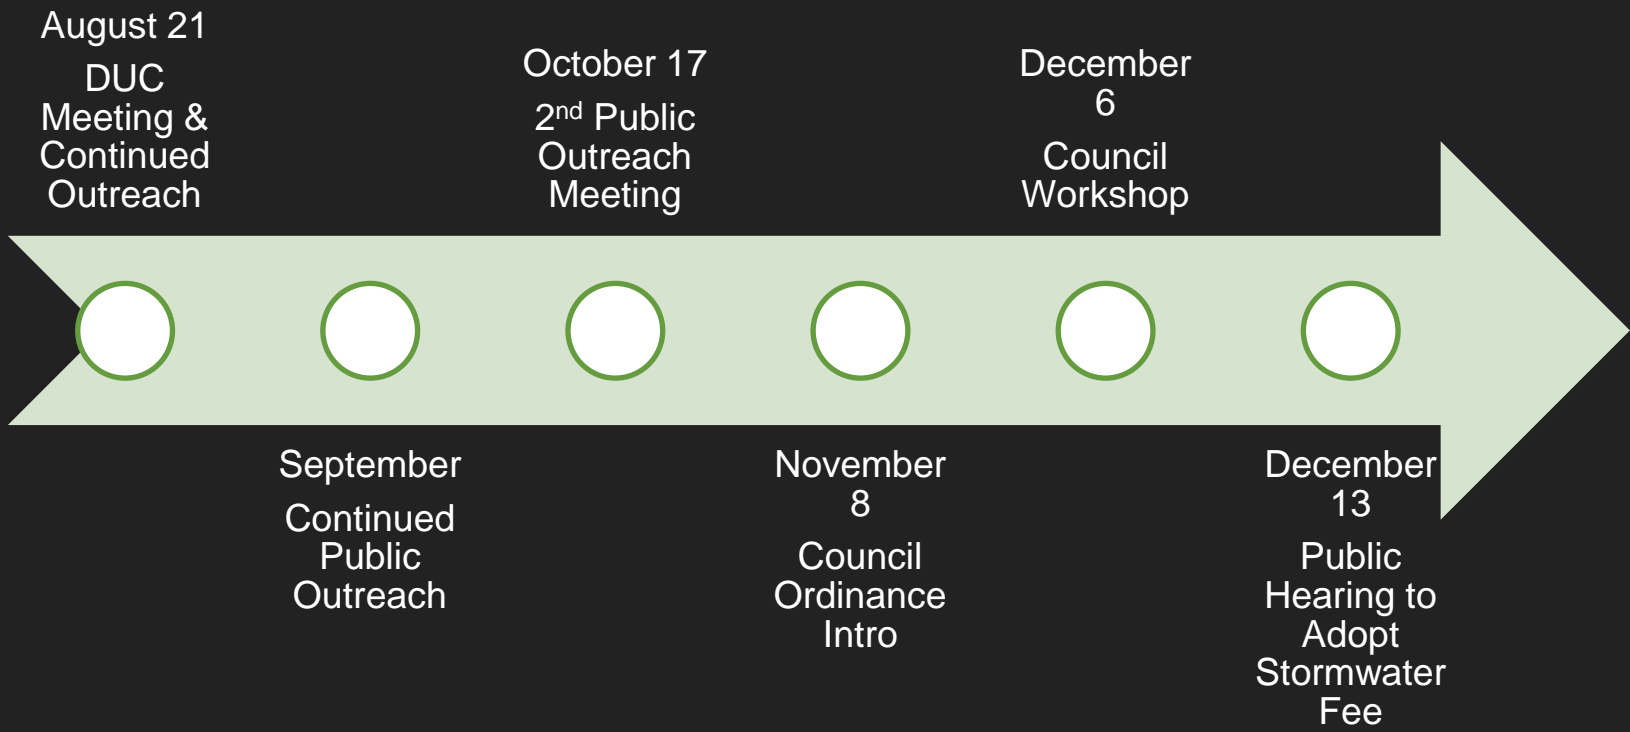 August 21
DUC
Meeting &
Continued
Outreach
September
Continued
Public
Outreach
October 17
2nd Public
Outreach
Meeting
November
8
Council
Ordinance
Intro
December
6
Council
Workshop
December
13
Public
Hearing to
Adopt
Stormwater
Fee